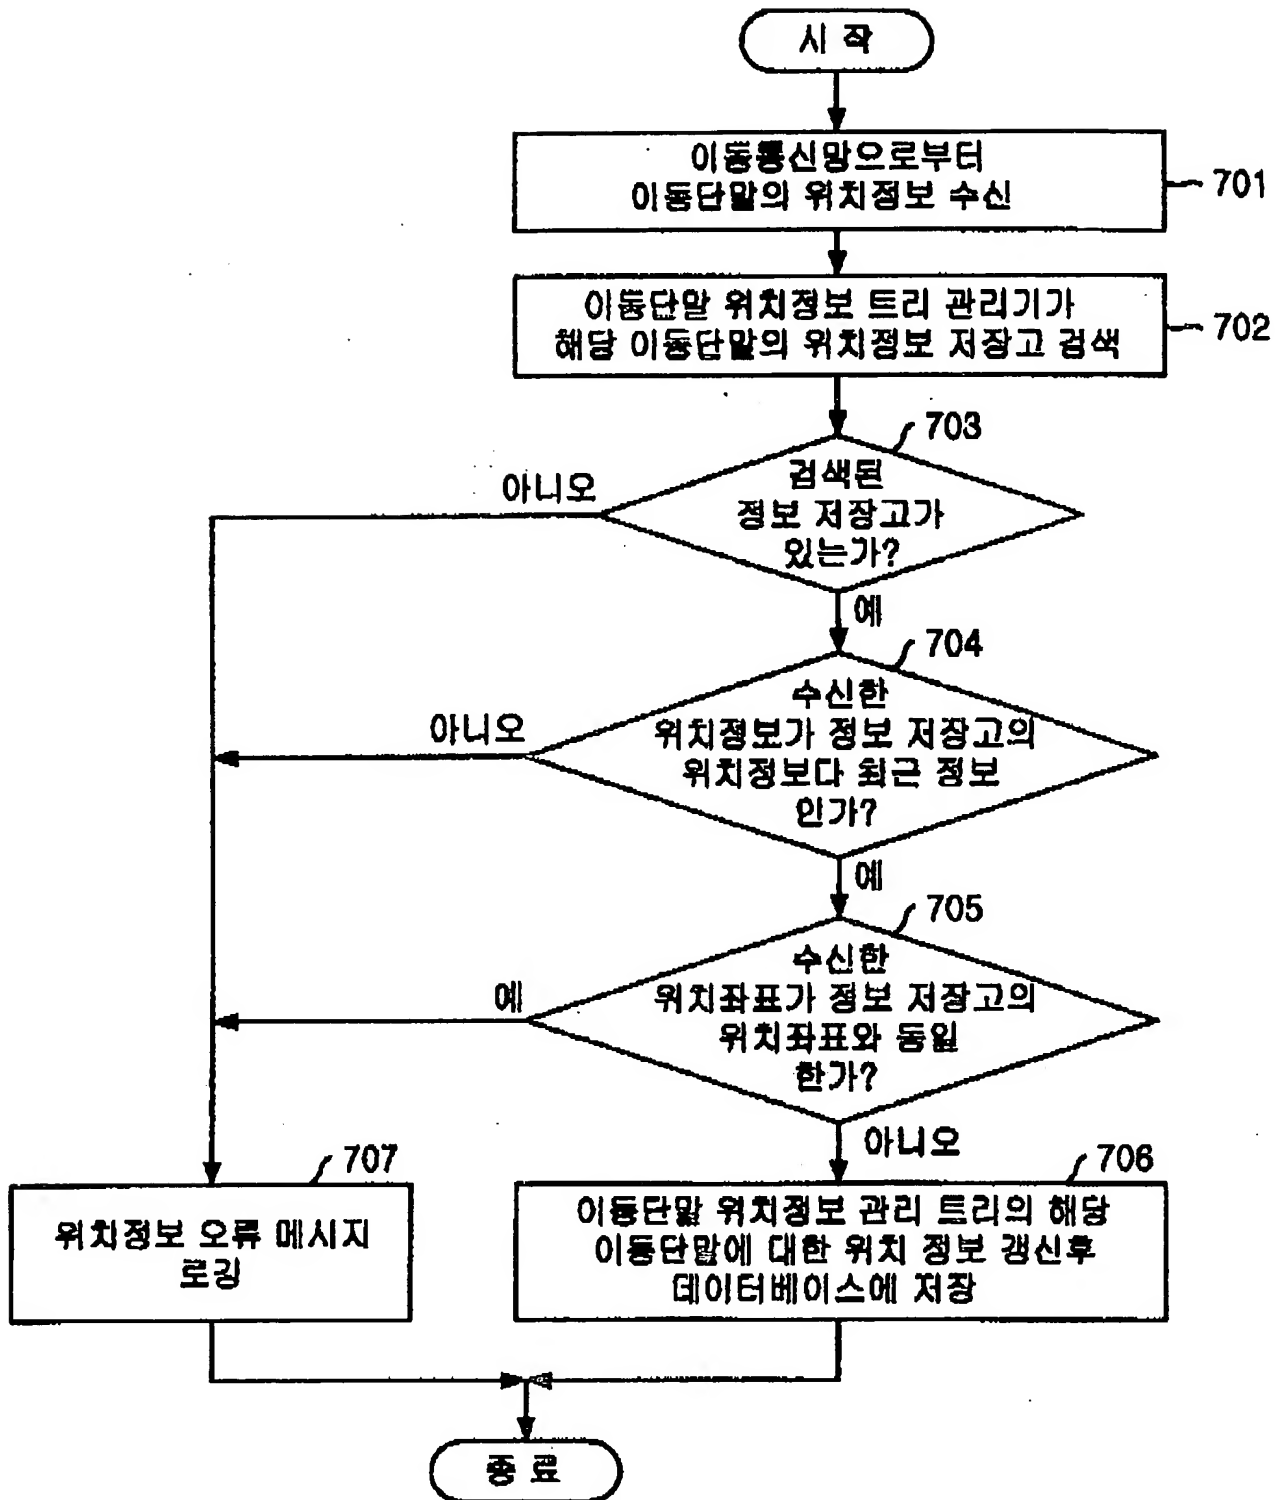 시 작
이동통신망으로부터
이동단말의 위치정보 수신
701
이동단말 위치정보 트리 관리기가
해당 이동단말의 위치정보 저장고 검색
702
703
검색된
정보 저장고가
있는가?
아니오
예
704
수신한
위치정보가 정보 저장고의
위치정보다 최근 정보
인가?
아니오
예
705
수신한
위치좌표가 정보 저장고의
위치좌표와 동일
한가?
예
아니오
707
위치정보 오류 메시지
로깅
706
이동단말 위치정보 관리 트리의 해당
이동단말에 대한 위치 정보 갱신후
데이터베이스에 저장
종 료